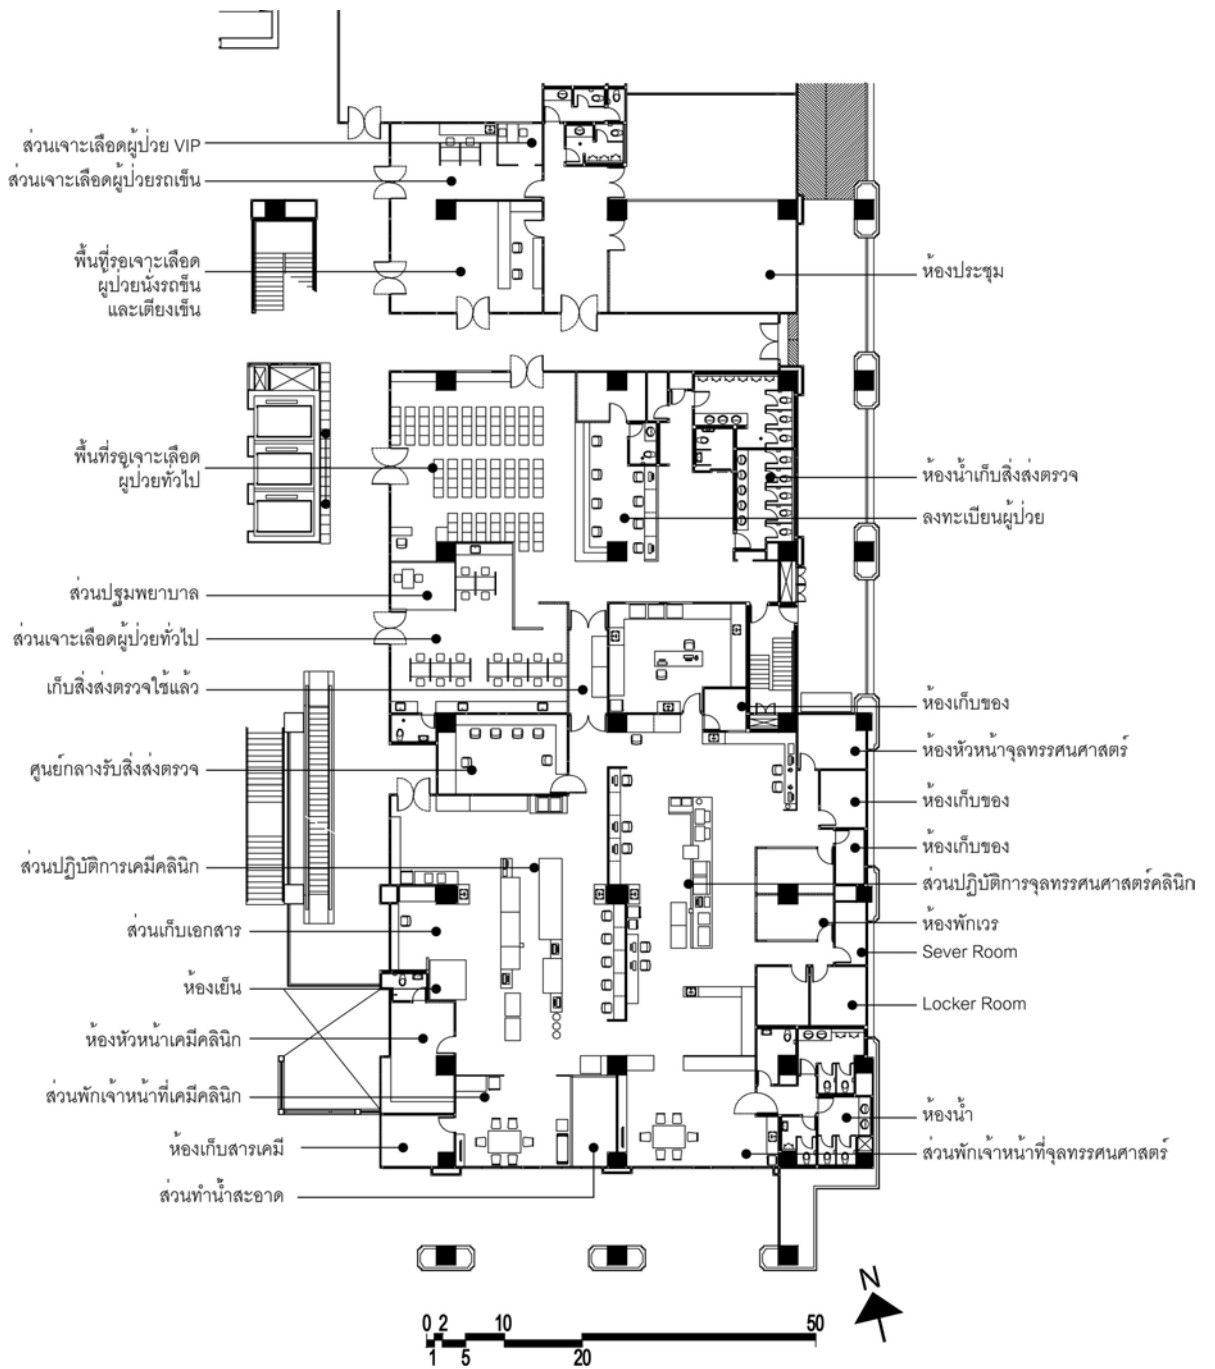 ส่วนเจาะเลือดผู้ป่วย VIP
ส่วนเจาะเลือดผู้ป่วยรถเข็น
พื้นที่รอเจาะเลือด
ผู้ป่วยนั่งรถเข็น
และเตียงเข็น
พื้นที่รอเจาะเลือด
ผู้ป่วยทั่วไป
ส่วนปฐมพยาบาล
ส่วนเจาะเลือดผู้ป่วยทั่วไป
เก็บสิ่งส่งตรวจใช้แล้ว
ศูนย์กลางรับสิ่งส่งตรวจ
ส่วนปฏิบัติการเคมีคลินิก
ส่วนเก็บเอกสาร
ห้องเย็น
ห้องหัวหน้าเคมีคลินิก
ส่วนพักเจ้าหน้าที่เคมีคลินิก
ห้องเก็บสารเคมี
ส่วนทำน้ำสะอาด
ห้องประชุม
ห้องน้ำเก็บสิ่งส่งตรวจ
ลงทะเบียนผู้ป่วย
ห้องเก็บของ
ห้องหัวหน้าจุลทรรศนศาสตร์
ห้องเก็บของ
ห้องเก็บของ
ส่วนปฏิบัติการจุลทรรศนศาสตร์คลินิก
ห้องพักเวร
Sever Room
Locker Room
ห้องน้ำ
ส่วนพักเจ้าหน้าที่จุลทรรศนศาสตร์
N
0 2 10 50
1 5 20